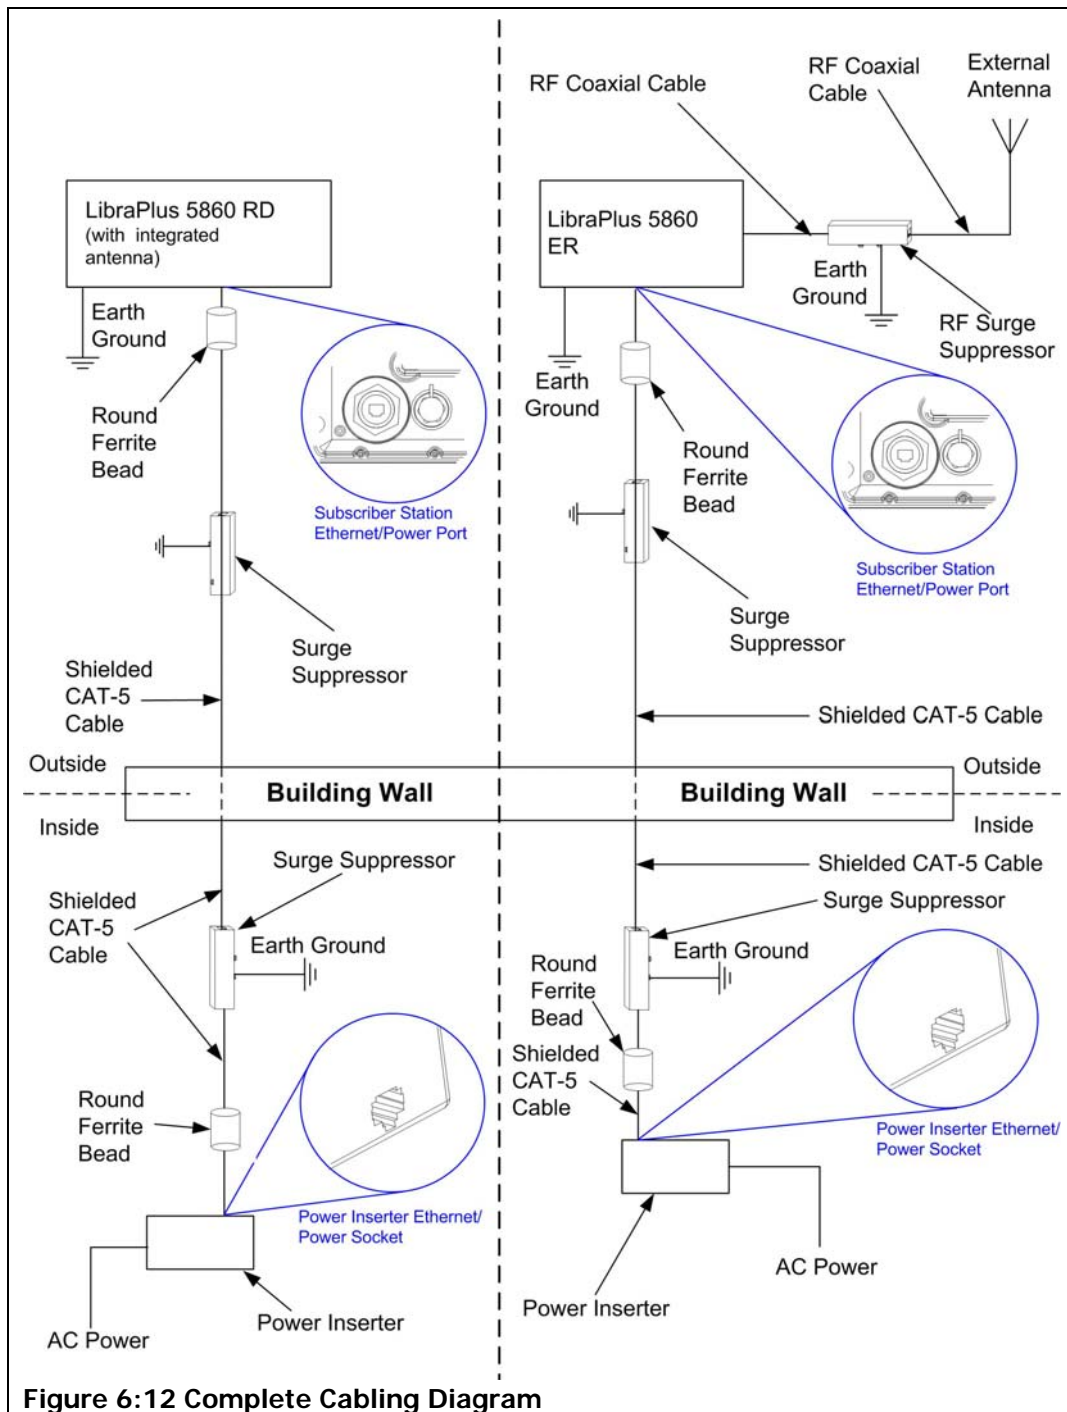 RF Coaxial Cable
RF Coaxial
Cable
External
Antenna
LibraPlus 5860 RD
(with integrated
antenna)
LibraPlus 5860
ER
Earth
Ground
Earth
Ground
RF Surge
Suppressor
Earth
Ground
Round
Ferrite
Bead
Round
Ferrite
Bead
Subscriber Station
Ethernet/Power Port
Subscriber Station
Ethernet/Power Port
Surge
Suppressor
Surge
Suppressor
Shielded
CAT-5
Cable
Shielded CAT-5 Cable
Outside
Building Wall
Building Wall
Outside
Inside
Inside
Surge Suppressor
Shielded CAT-5 Cable
Shielded
CAT-5
Cable
Surge Suppressor
Earth Ground
Earth Ground
Round
Ferrite
Bead
Shielded
CAT-5
Cable
Round
Ferrite
Bead
Power Inserter Ethernet/
Power Socket
Power Inserter Ethernet/
Power Socket
AC Power
Power Inserter
Power Inserter
AC Power
Figure 6:12 Complete Cabling Diagram